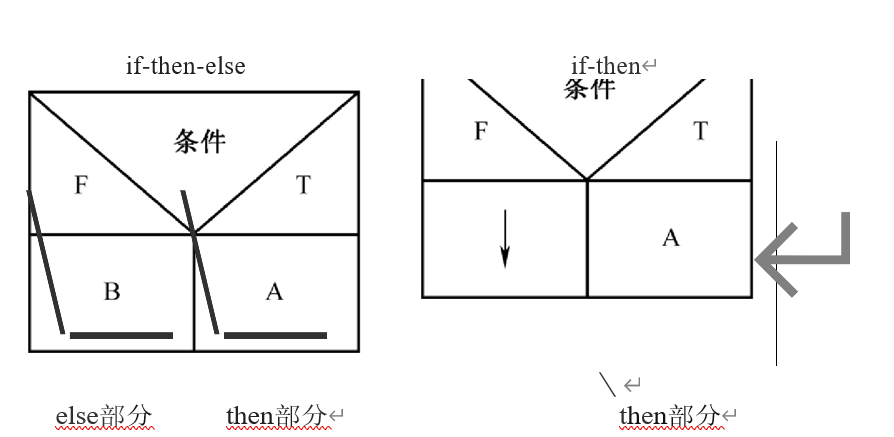 if-then-else
条件
F
T
B
A
else部分
then部分
if-then
条件
F
T
A
then部分